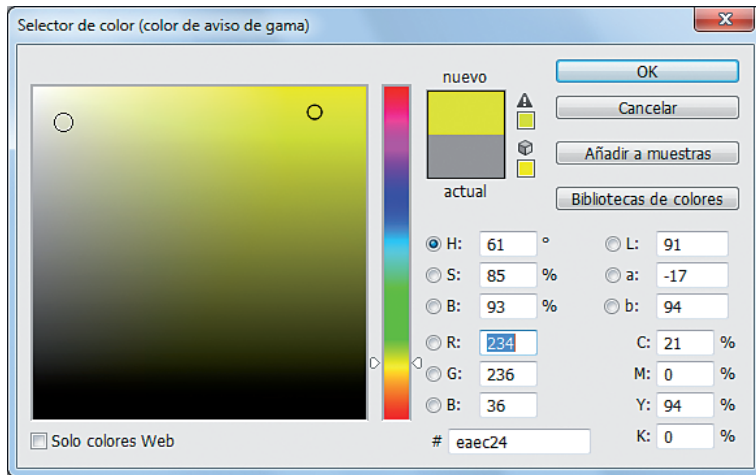 Selector de color (color de aviso de gama)
nuevo
actual
OK
Cancelar
Añadir a muestras
Bibliotecas de colores
H: 61 °
S: 85 %
B: 93 %
R: 234
G: 236
B: 36
# eaec24
L: 91
a: -17
b: 94
C: 21 %
M: 0 %
Y: 94 %
K: 0 %
Solo colores Web